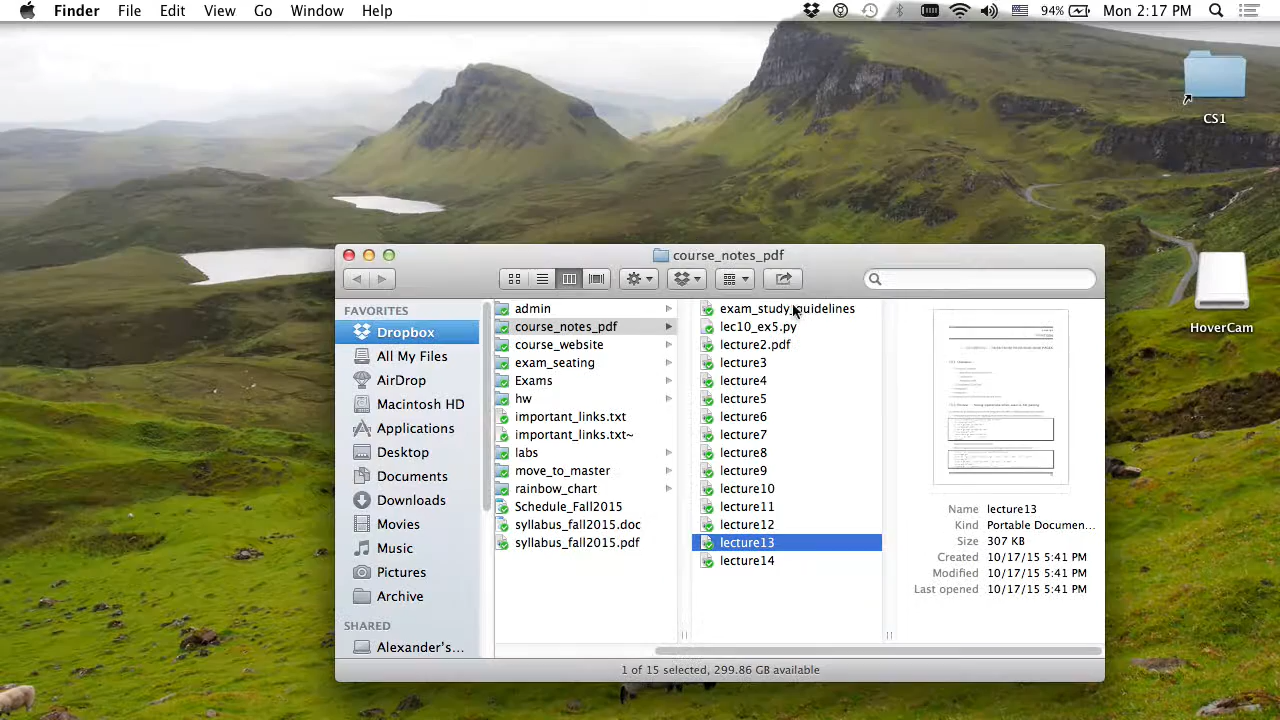 Finder File Edit View Go Window Help 94% Mon 2:17 PM
CS1
HoverCam
course_notes_pdf
FAVORITES
Dropbox
All My Files
AirDrop
Macintosh HD
Applications
Desktop
Documents
Downloads
Movies
Music
Pictures
Archive
SHARED
Alexander's...
admin
course_notes_pdf
course_website
exam_seating
Exams
hw
important_links.txt
important_links.txt~
labs
move_to_master
rainbow_chart
Schedule_Fall2015
syllabus_fall2015.doc
syllabus_fall2015.pdf
exam_study_guidelines
lec10_ex5.py
lecture2.pdf
lecture3
lecture4
lecture5
lecture6
lecture7
lecture8
lecture9
lecture10
lecture11
lecture12
lecture13
lecture14
Name lecture13
Kind Portable Documen...
Size 307 KB
Created 10/17/15 5:41 PM
Modified 10/17/15 5:41 PM
Last opened 10/17/15 5:41 PM
1 of 15 selected, 299.86 GB available